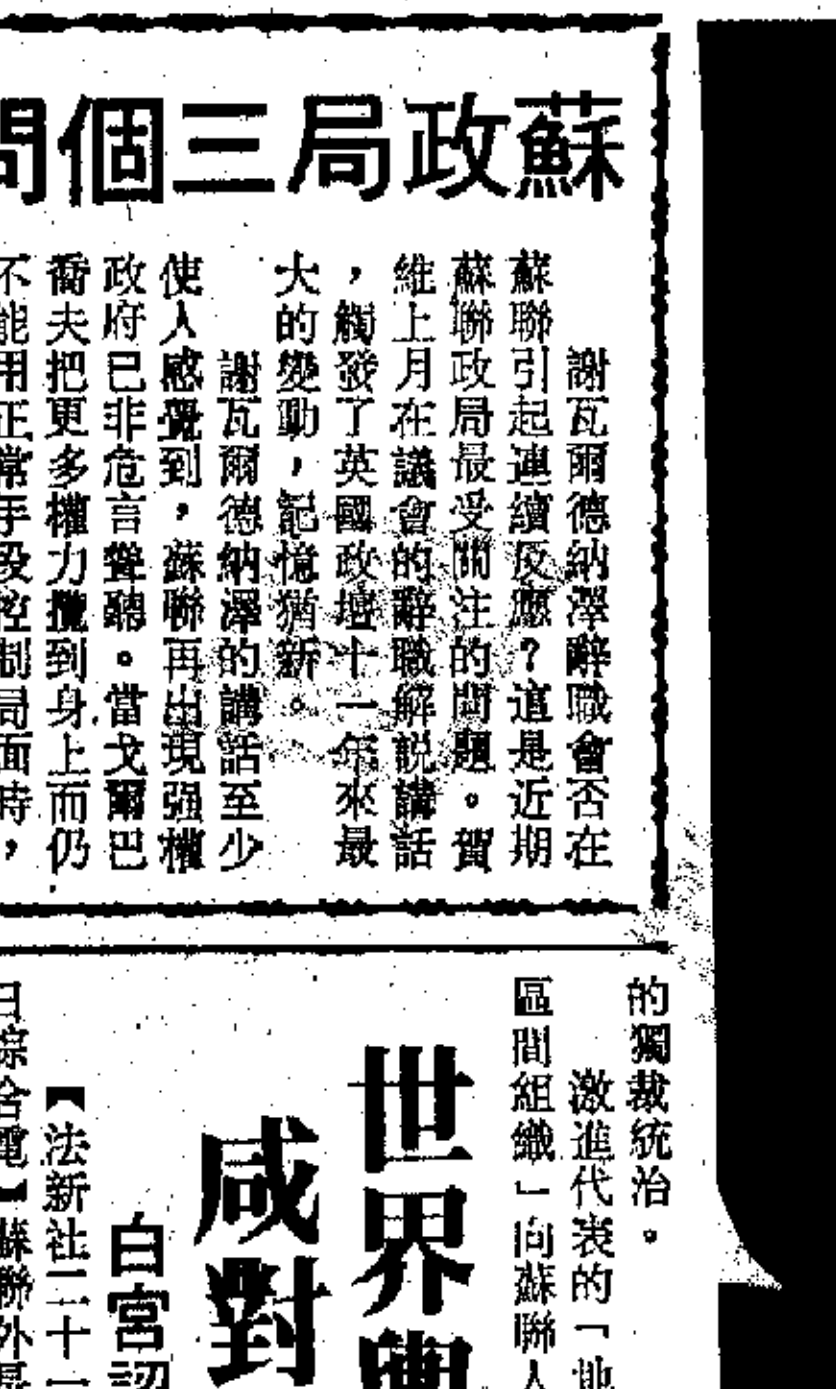 蘇政局三個問
謝瓦爾德納澤辭職會否在
蘇聯引起連續反應？這是近期
蘇聯政局最受關注的問題。賀
維上月在議會的辭職解説講話
，觸發了英國政壇十一年來最
大的變動，記憶猶新。
謝瓦爾德納澤的講話至少
使人感覺到，蘇聯再出現强權
政府已非危言聳聽。當戈爾巴
喬夫把更多權力攬到身上而仍
不能用正常手段控制局面時，
的獨裁統治。
激進代表的「地
區間組織」向蘇聯人
世界輿
咸對
白宮認
【法新社二十一
日綜合電】蘇聯外長